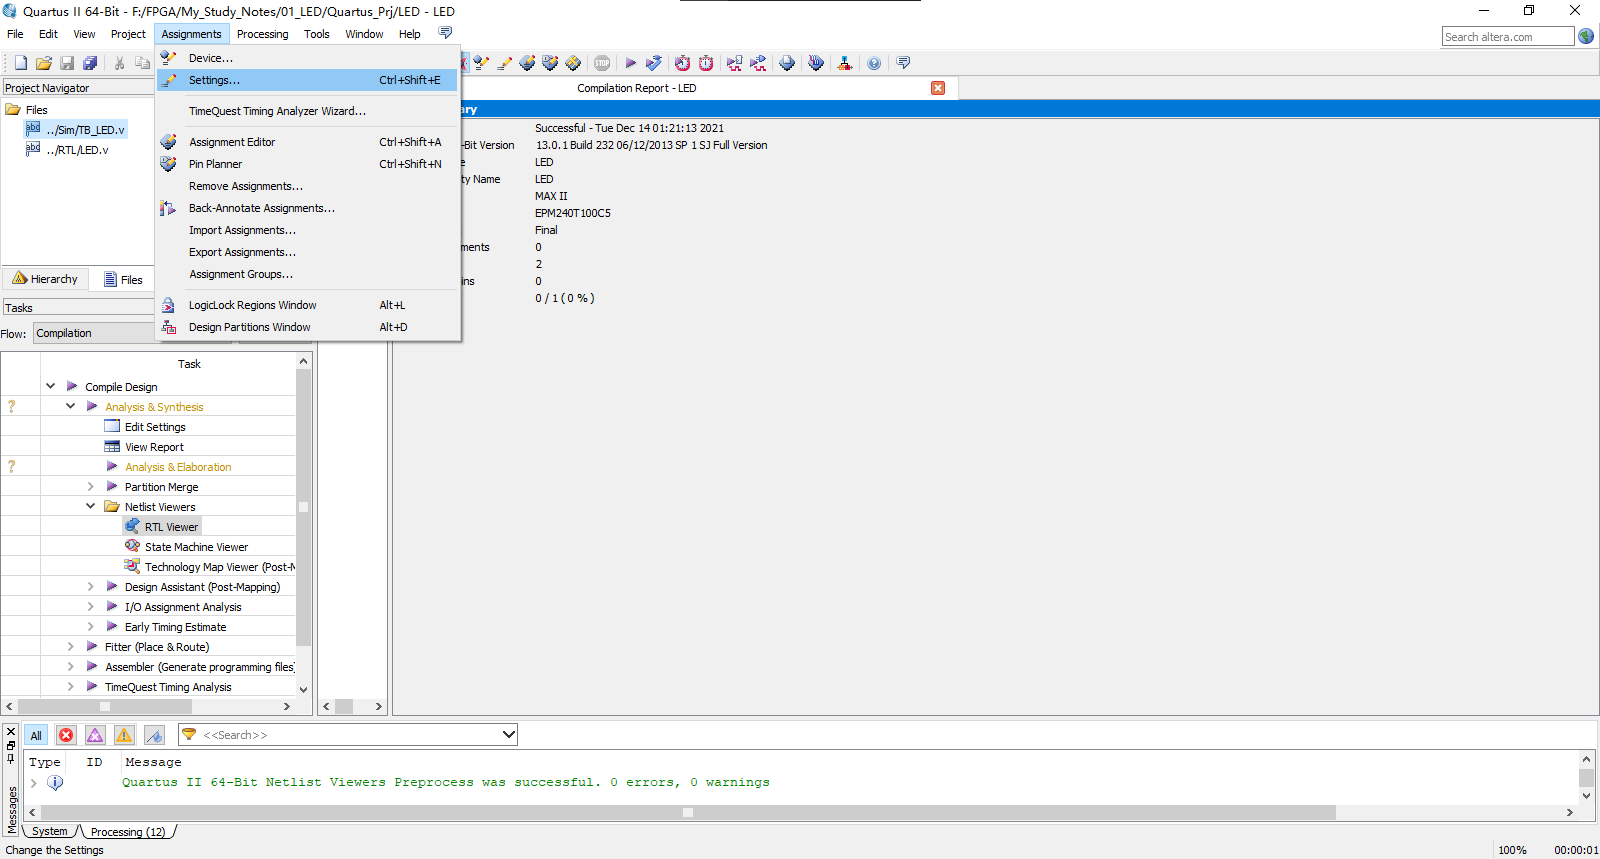 Quartus II 64-Bit - F:/FPGA/My_Study_Notes/01_LED/Quartus_Prj/LED - LED
File Edit View Project Assignments Processing Tools Window Help
Search altera.com
Device...
Settings... Ctrl+Shift+E
TimeQuest Timing Analyzer Wizard...
Assignment Editor Ctrl+Shift+A
Pin Planner Ctrl+Shift+N
Remove Assignments...
Back-Annotate Assignments...
Import Assignments...
Export Assignments...
Assignment Groups...
LogicLock Regions Window Alt+L
Design Partitions Window Alt+D
STOP
Project Navigator
Files
abc ../Sim/TB_LED.v
abc ../RTL/LED.v
Hierarchy Files
Tasks
Flow: Compilation
Task
Compile Design
? Analysis & Synthesis
Edit Settings
View Report
? Analysis & Elaboration
Partition Merge
Netlist Viewers
RTL Viewer
State Machine Viewer
Technology Map Viewer (Post-M
Design Assistant (Post-Mapping)
I/O Assignment Analysis
Early Timing Estimate
Fitter (Place & Route)
Assembler (Generate programming files)
TimeQuest Timing Analysis
Compilation Report - LED
ary
Successful - Tue Dec 14 01:21:13 2021
-Bit Version 13.0.1 Build 232 06/12/2013 SP 1 SJ Full Version
e LED
ty Name LED
MAX II
EPM240T100C5
Final
ments 0
2
ins 0
0 / 1 ( 0 % )
All <<Search>>
Type ID Message
Quartus II 64-Bit Netlist Viewers Preprocess was successful. 0 errors, 0 warnings
Messages
System Processing (12)
Change the Settings 100% 00:00:01